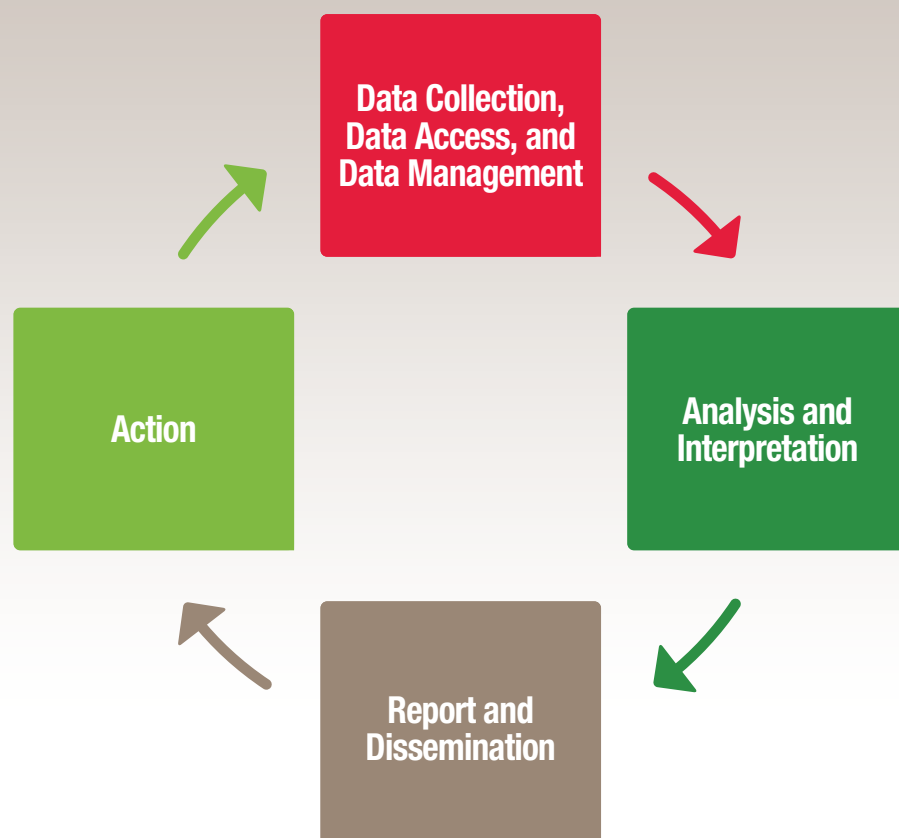 Data Collection,
Data Access, and
Data Management
Action
Analysis and
Interpretation
Report and
Dissemination